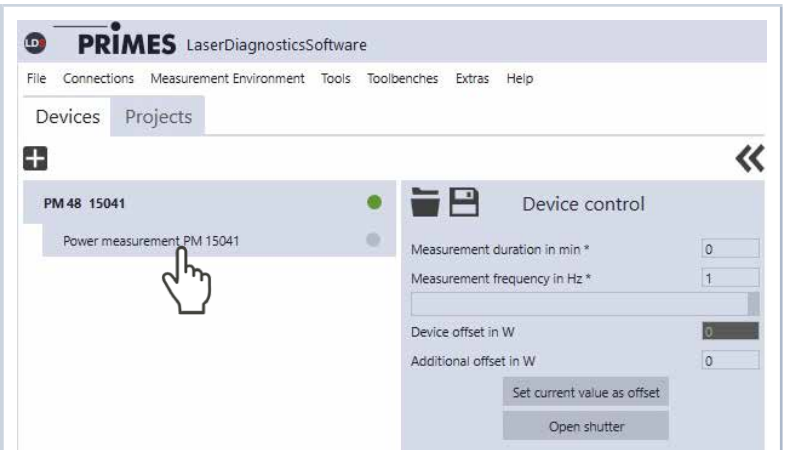 LD PRIMES LaserDiagnosticsSoftware
File Connections Measurement Environment Tools Toolbenches Extras Help
Devices Projects
PM 48 15041
Power measurement PM 15041
Device control
Measurement duration in min * 0
Measurement frequency in Hz * 1
Device offset in W 0
Additional offset in W 0
Set current value as offset
Open shutter